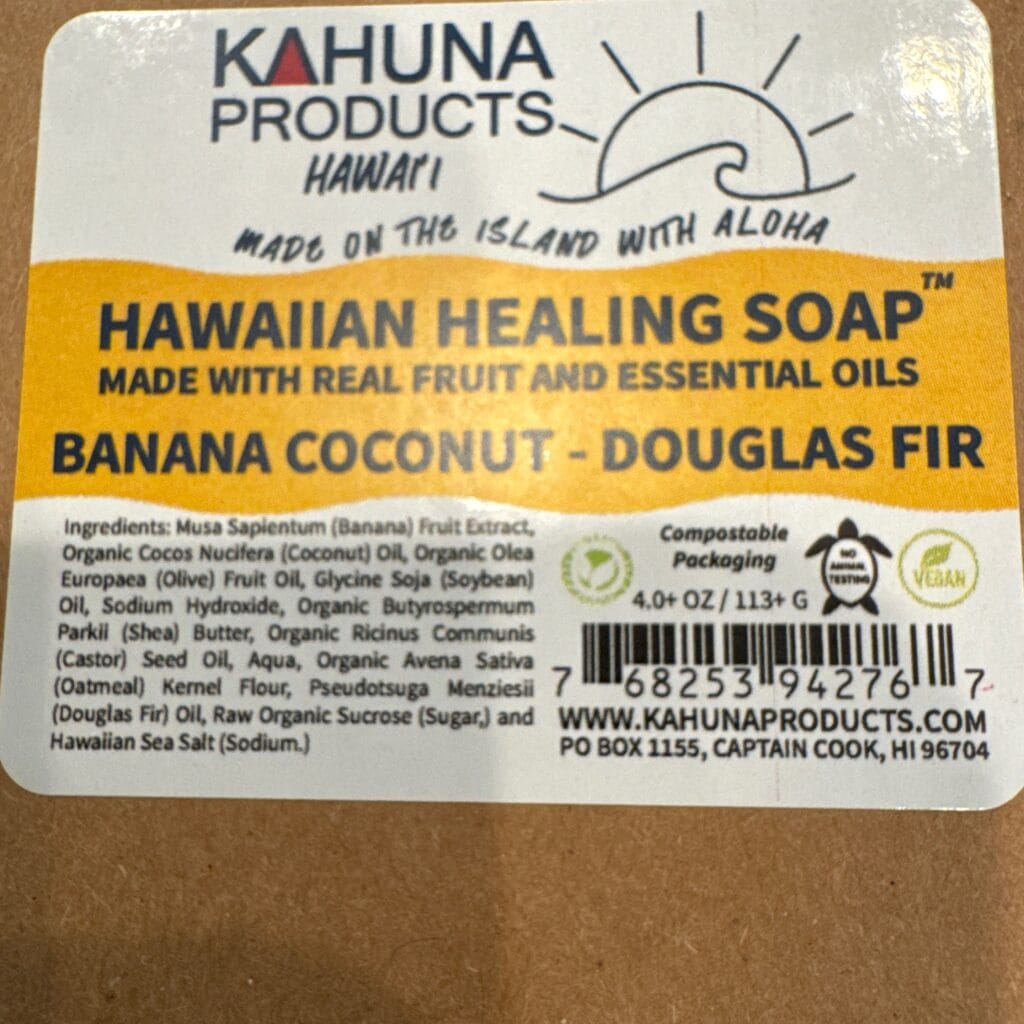 KAHUNA
PRODUCTS
HAWAI'I
MADE ON THE ISLAND WITH ALOHA
HAWAIIAN HEALING SOAP™
MADE WITH REAL FRUIT AND ESSENTIAL OILS
BANANA COCONUT - DOUGLAS FIR
Ingredients: Musa Sapientum (Banana) Fruit Extract,
Organic Cocos Nucifera (Coconut) Oil, Organic Olea
Europaea (Olive) Fruit Oil, Glycine Soja (Soybean)
Oil, Sodium Hydroxide, Organic Butyrospermum
Parkii (Shea) Butter, Organic Ricinus Communis
(Castor) Seed Oil, Aqua, Organic Avena Sativa
(Oatmeal) Kernel Flour, Pseudotsuga Menziesii
(Douglas Fir) Oil, Raw Organic Sucrose (Sugar,) and
Hawaiian Sea Salt (Sodium.)
Compostable
Packaging
4.0+ OZ / 113+ G
NO
ANIMAL
TESTING
VEGAN
7 68253 94276 7
WWW.KAHUNAPRODUCTS.COM
PO BOX 1155, CAPTAIN COOK, HI 96704